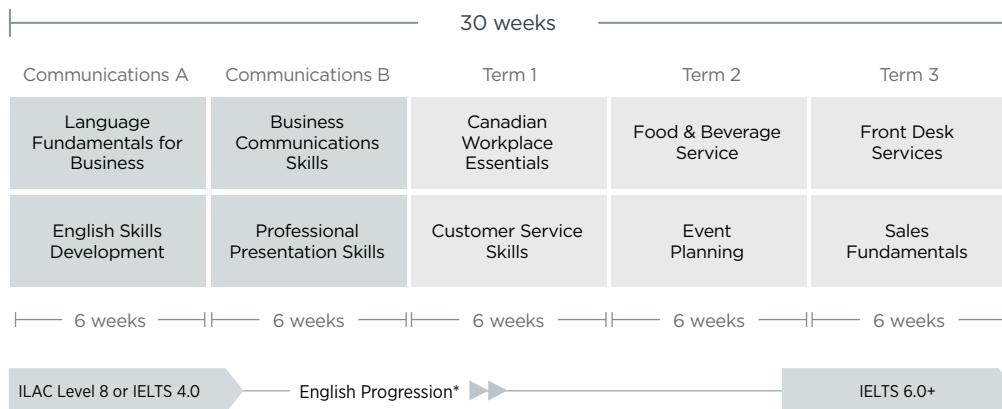 30 weeks
Communications A
Communications B
Term 1
Term 2
Term 3
Language
Fundamentals for
Business
Business
Communications
Skills
Canadian
Workplace
Essentials
Food & Beverage
Service
Front Desk
Services
English Skills
Development
Professional
Presentation Skills
Customer Service
Skills
Event
Planning
Sales
Fundamentals
6 weeks
6 weeks
6 weeks
6 weeks
6 weeks
ILAC Level 8 or IELTS 4.0
English Progression*
IELTS 6.0+